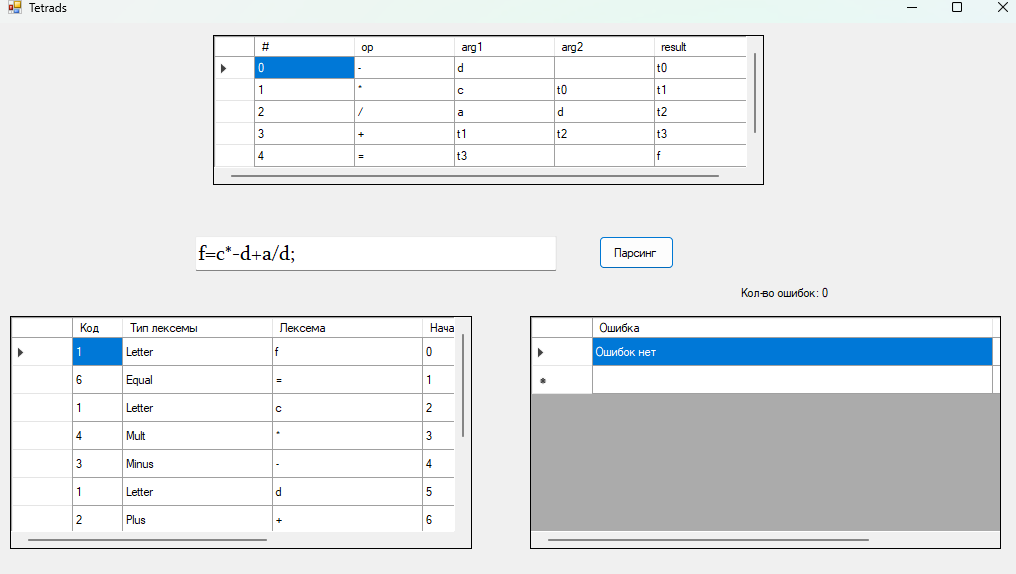 Tetrads
# op arg1 arg2 result
0 - d t0
1 * c t0 t1
2 / a d t2
3 + t1 t2 t3
4 = t3 f
f=c*-d+a/d;
Парсинг
Кол-во ошибок: 0
Код Тип лексемы Лексема Нача
1 Letter f 0
6 Equal = 1
1 Letter c 2
4 Mult * 3
3 Minus - 4
1 Letter d 5
2 Plus + 6
Ошибка
Ошибок нет